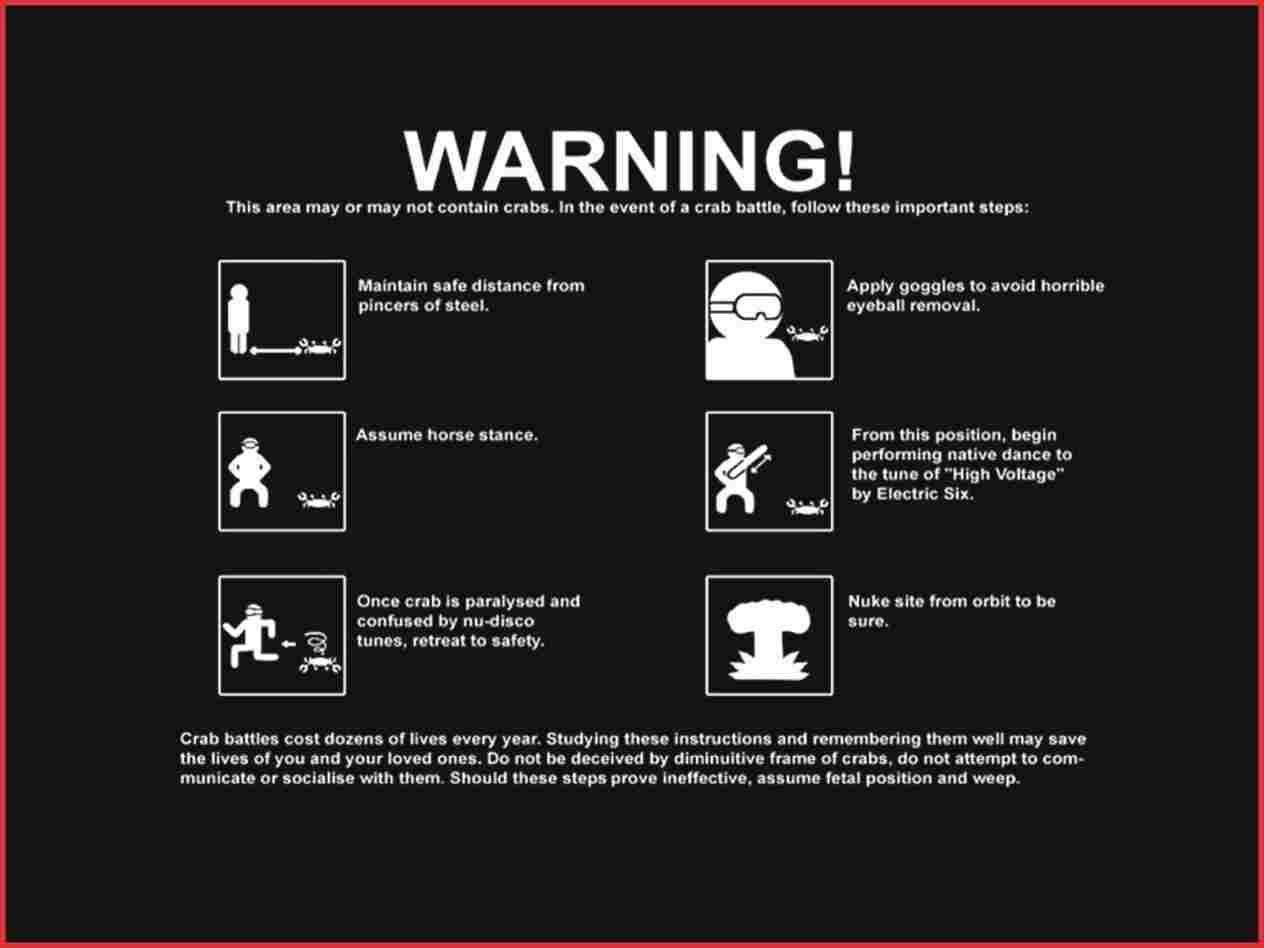 WARNING!
This area may or may not contain crabs. In the event of a crab battle, follow these important steps:
Maintain safe distance from
pincers of steel.
Apply goggles to avoid horrible
eyeball removal.
Assume horse stance.
From this position, begin
performing native dance to
the tune of "High Voltage"
by Electric Six.
Once crab is paralysed and
confused by nu-disco
tunes, retreat to safety.
Nuke site from orbit to be
sure.
Crab battles cost dozens of lives every year. Studying these instructions and remembering them well may save
the lives of you and your loved ones. Do not be deceived by diminuitive frame of crabs, do not attempt to com-
municate or socialise with them. Should these steps prove ineffective, assume fetal position and weep.